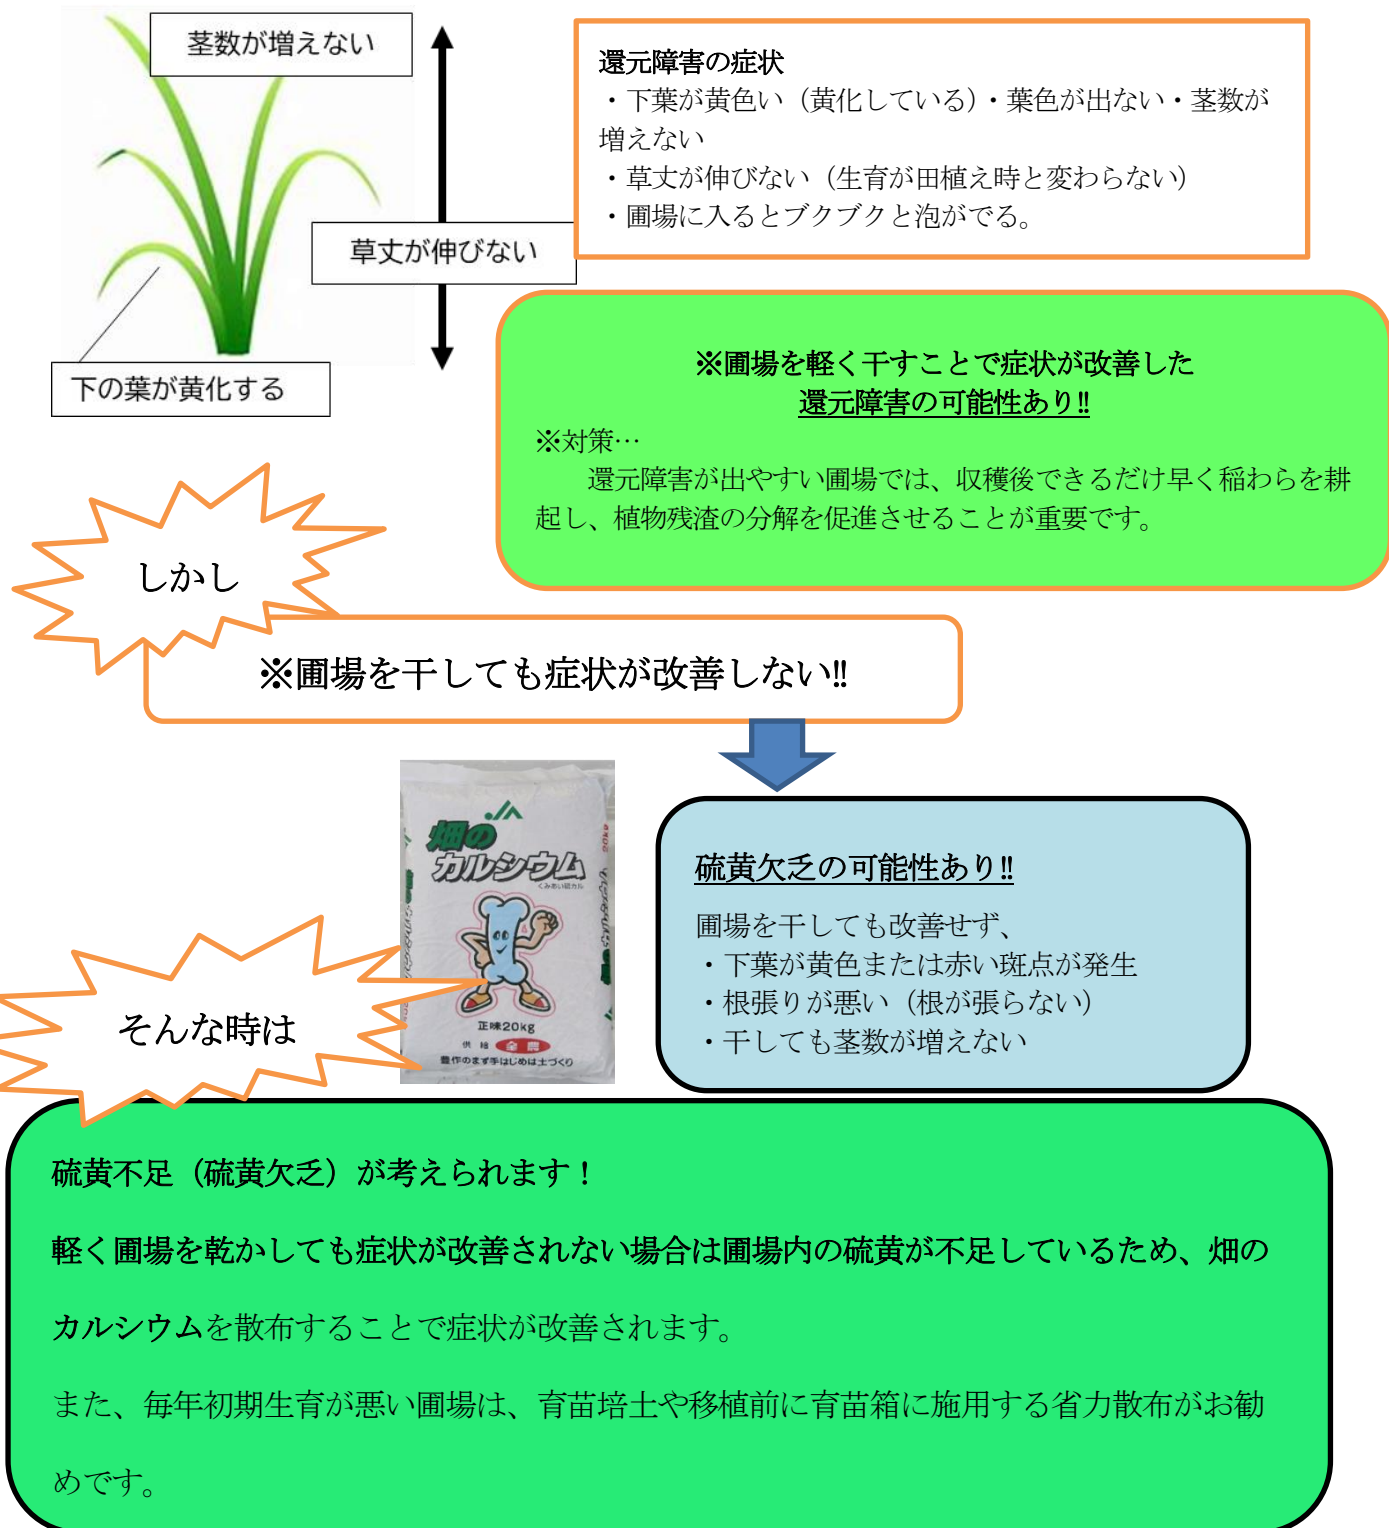 茎数が増えない
草丈が伸びない
下の葉が黄化する
還元障害の症状
・下葉が黄色い（黄化している）・葉色が出ない・茎数が
増えない
・草丈が伸びない（生育が田植え時と変わらない）
・圃場に入るとブクブクと泡がでる。
※圃場を軽く干すことで症状が改善した
還元障害の可能性あり‼
※対策…
還元障害が出やすい圃場では、収穫後できるだけ早く稲わらを耕
起し、植物残渣の分解を促進させることが重要です。
しかし
※圃場を干しても症状が改善しない‼
畑の
カルシウム
くみあい硫カル
正味20kg
供給 全農
豊作のまず手はじめは土づくり
硫黄欠乏の可能性あり‼
圃場を干しても改善せず、
・下葉が黄色または赤い斑点が発生
・根張りが悪い（根が張らない）
・干しても茎数が増えない
そんな時は
硫黄不足（硫黄欠乏）が考えられます！
軽く圃場を乾かしても症状が改善されない場合は圃場内の硫黄が不足しているため、畑の
カルシウムを散布することで症状が改善されます。
また、毎年初期生育が悪い圃場は、育苗培土や移植前に育苗箱に施用する省力散布がお勧
めです。